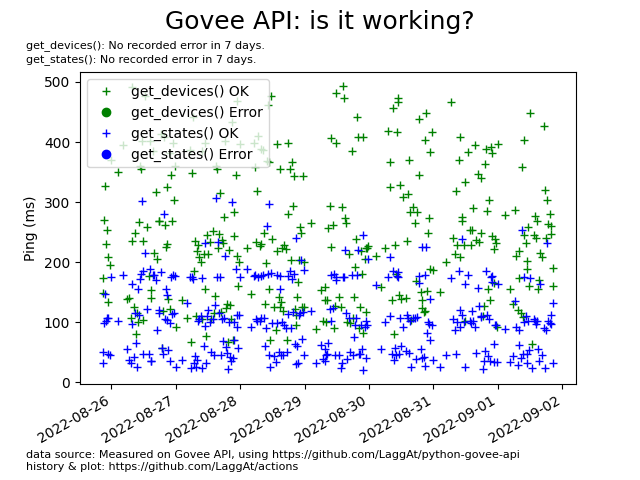 Govee API: is it working?
get_devices(): No recorded error in 7 days.
get_states(): No recorded error in 7 days.
get_devices() OK
get_devices() Error
get_states() OK
get_states() Error
500
400
300
200
100
0
Ping (ms)
2022-08-26
2022-08-27
2022-08-28
2022-08-29
2022-08-30
2022-08-31
2022-09-01
2022-09-02
data source: Measured on Govee API, using https://github.com/LaggAt/python-govee-api
history & plot: https://github.com/LaggAt/actions